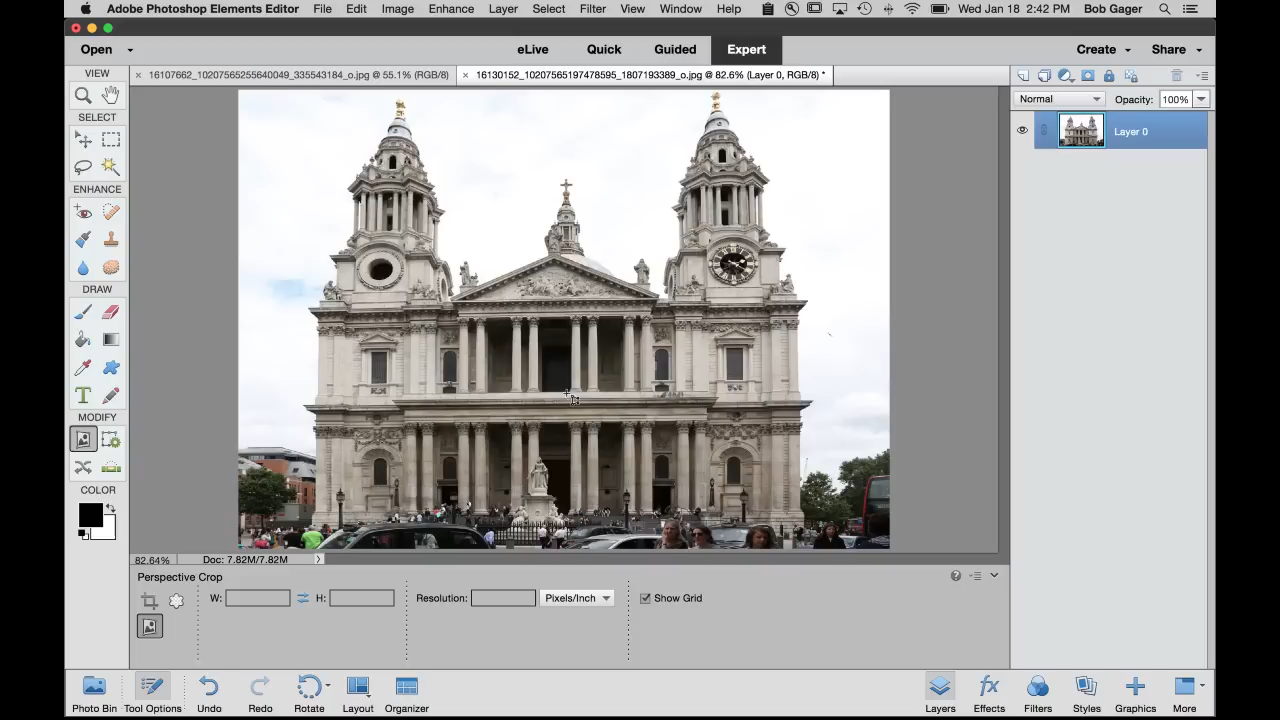 Adobe Photoshop Elements Editor File Edit Image Enhance Layer Select Filter View Window Help Wed Jan 18 2:42 PM Bob Gager
Open eLive Quick Guided Expert Create Share
VIEW
× 16107662_10207565255640049_335543184_o.jpg @ 55.1% (RGB/8) × 16130152_10207565197478595_1807193389_o.jpg @ 82.6% (Layer 0, RGB/8) *
Normal Opacity: 100%
SELECT
Layer 0
ENHANCE
DRAW
T
MODIFY
COLOR
82.64% Doc: 7.82M/7.82M
Perspective Crop
W: H: Resolution: Pixels/Inch Show Grid
Photo Bin Tool Options Undo Redo Rotate Layout Organizer Layers fx Effects Filters Styles Graphics More